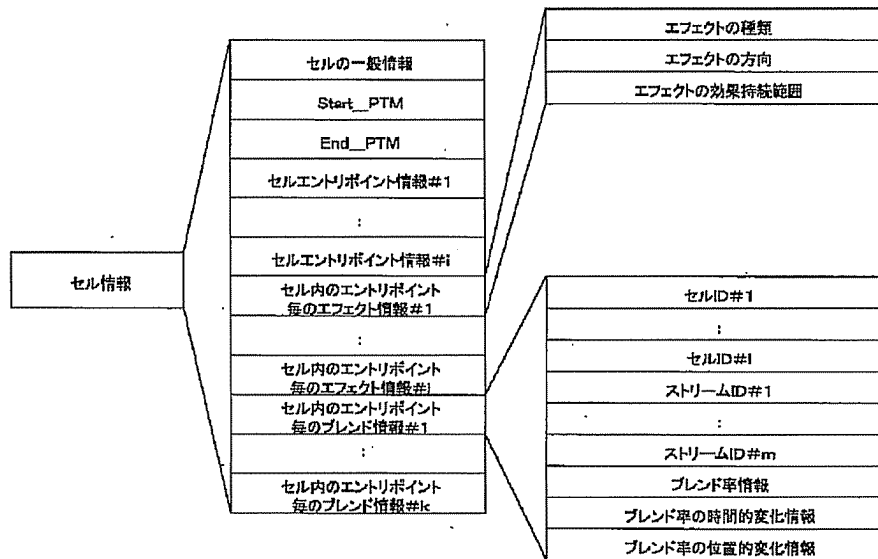 セル情報
セルの一般情報
Start__PTM
End__PTM
セルエントリポイント情報#1
:
セルエントリポイント情報#i
セル内のエントリポイント
毎のエフェクト情報#1
:
セル内のエントリポイント
毎のエフェクト情報#j
セル内のエントリポイント
毎のブレンド情報#1
:
セル内のエントリポイント
毎のブレンド情報#k
エフェクトの種類
エフェクトの方向
エフェクトの効果持続範囲
セルID#1
:
セルID#l
ストリームID#1
:
ストリームID#m
ブレンド率情報
ブレンド率の時間的変化情報
ブレンド率の位置的変化情報